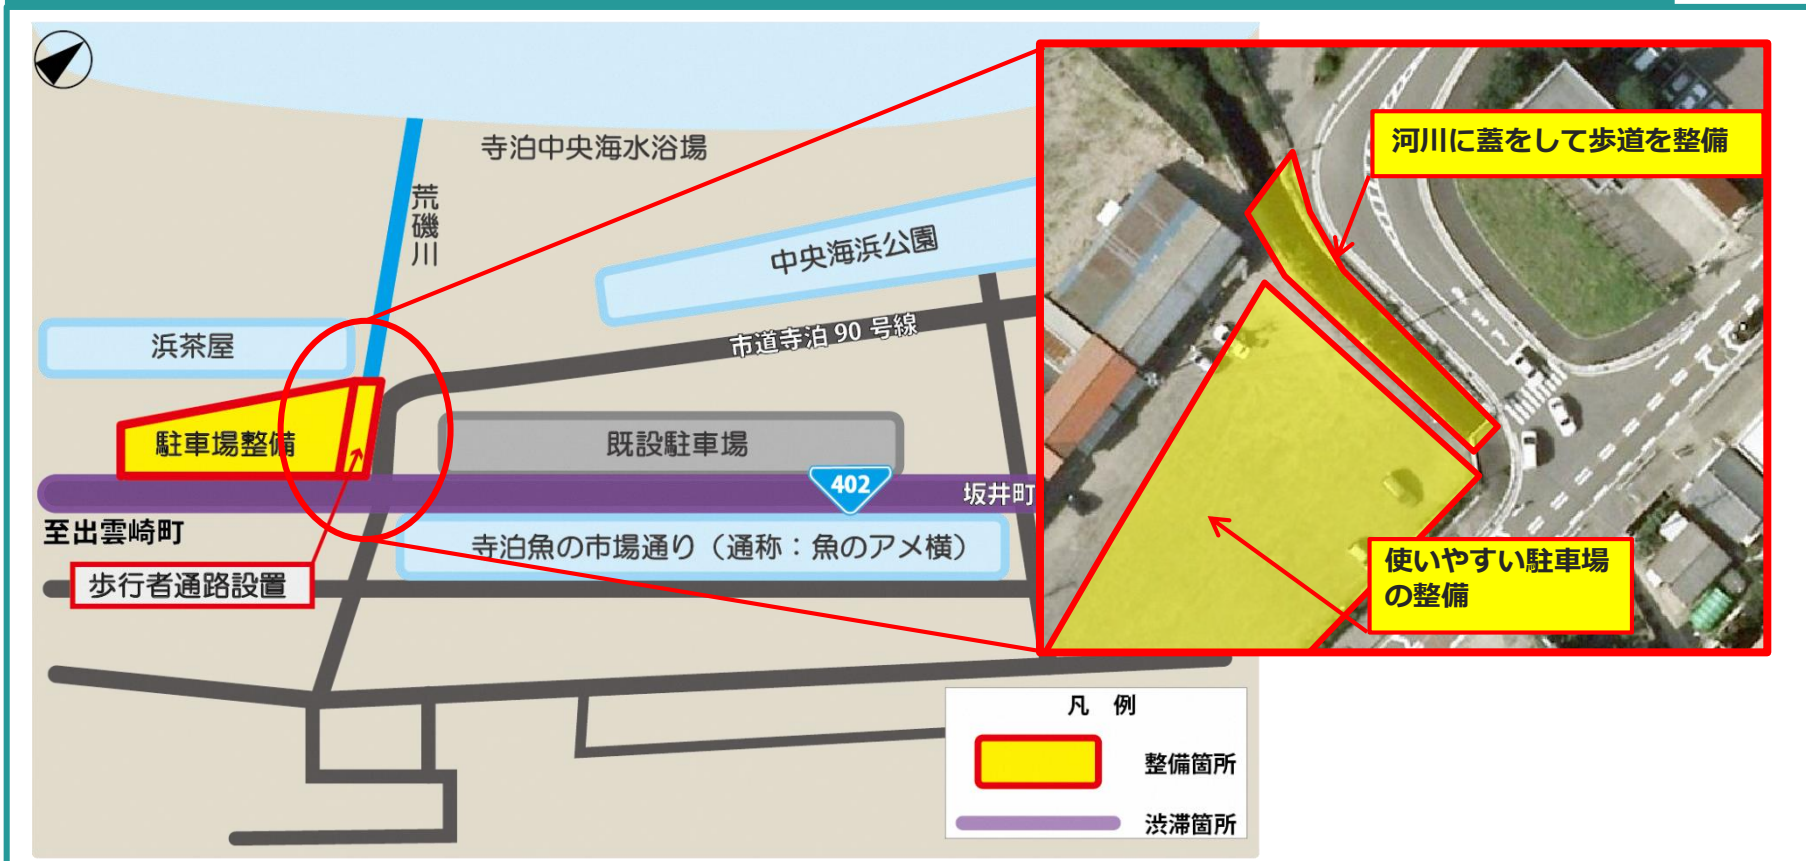 寺泊中央海水浴場
荒磯川
中央海浜公園
市道寺泊 90 号線
浜茶屋
駐車場整備
既設駐車場
402
坂井町
至出雲崎町
寺泊魚の市場通り（通称：魚のアメ横）
歩行者通路設置
河川に蓋をして歩道を整備
使いやすい駐車場
の整備
凡　例
整備箇所
渋滞箇所